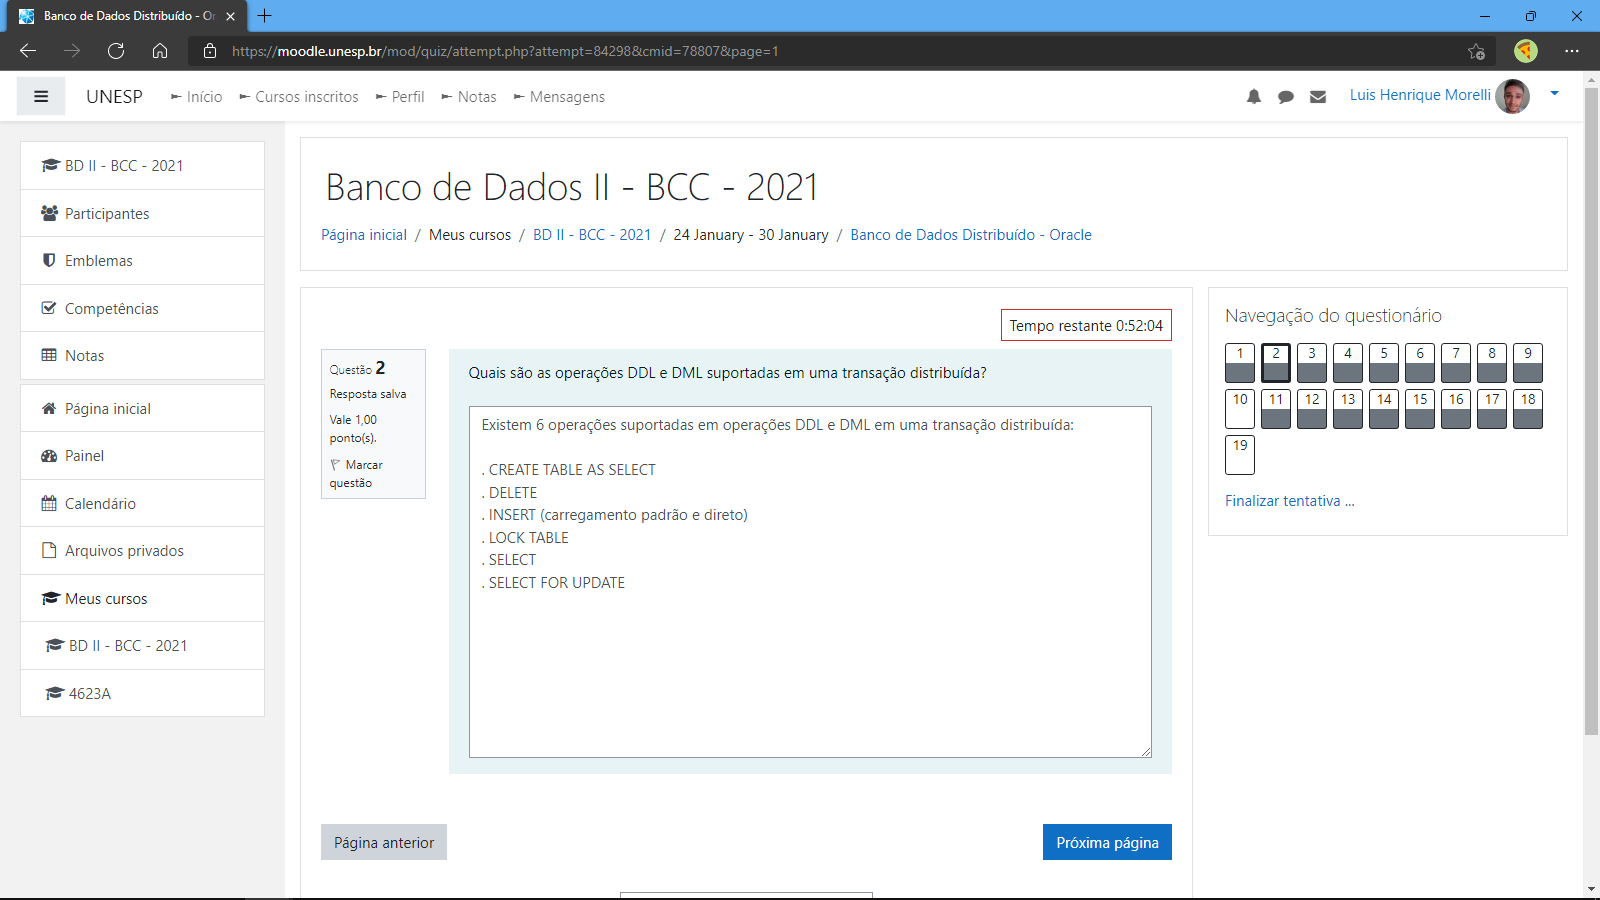 Banco de Dados Distribuído - Or
https://moodle.unesp.br/mod/quiz/attempt.php?attempt=84298&cmid=78807&page=1
UNESP
Início
Cursos inscritos
Perfil
Notas
Mensagens
Luis Henrique Morelli
BD II - BCC - 2021
Participantes
Emblemas
Competências
Notas
Página inicial
Painel
Calendário
Arquivos privados
Meus cursos
BD II - BCC - 2021
4623A
Banco de Dados II - BCC - 2021
Página inicial / Meus cursos / BD II - BCC - 2021 / 24 January - 30 January / Banco de Dados Distribuído - Oracle
Tempo restante 0:52:04
Questão 2
Resposta salva
Vale 1,00
ponto(s).
Marcar
questão
Quais são as operações DDL e DML suportadas em uma transação distribuída?
Existem 6 operações suportadas em operações DDL e DML em uma transação distribuída:
. CREATE TABLE AS SELECT
. DELETE
. INSERT (carregamento padrão e direto)
. LOCK TABLE
. SELECT
. SELECT FOR UPDATE
Página anterior
Próxima página
Navegação do questionário
1 2 3 4 5 6 7 8 9
10 11 12 13 14 15 16 17 18
19
Finalizar tentativa ...